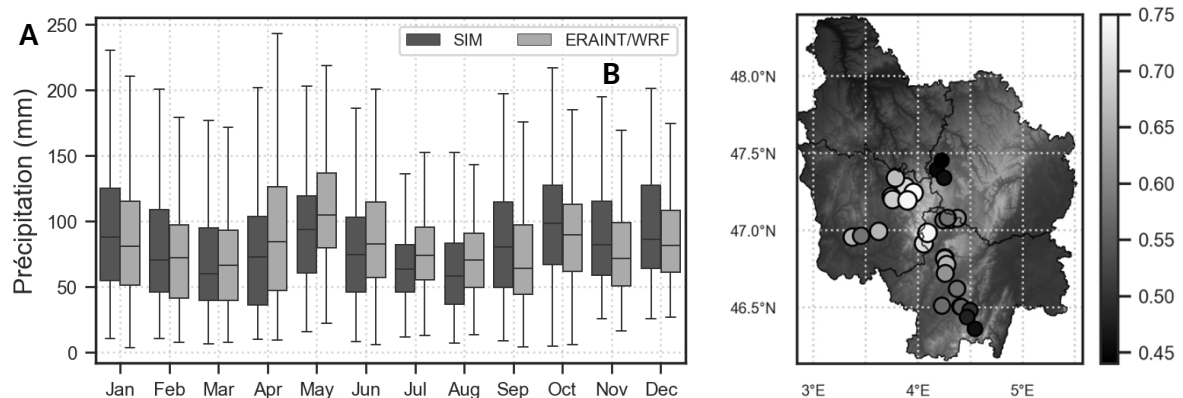 A
SIM
ERAINT/WRF
B
Précipitation (mm)
250
200
150
100
50
0
Jan
Feb
Mar
Apr
May
Jun
Jul
Aug
Sep
Oct
Nov
Dec
48.0°N
47.5°N
47.0°N
46.5°N
3°E
4°E
5°E
0.75
0.70
0.65
0.60
0.55
0.50
0.45